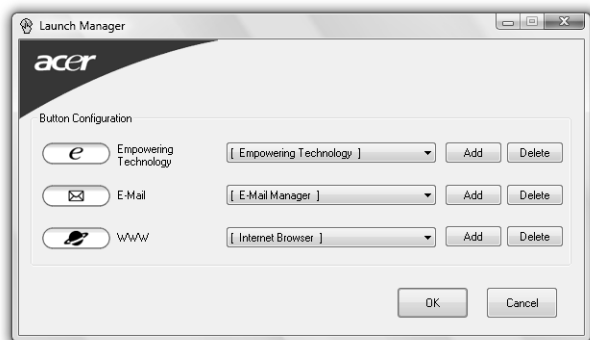 Launch Manager
acer
Button Configuration
e Empowering Technology [ Empowering Technology ] Add Delete
E-Mail [ E-Mail Manager ] Add Delete
WWW [ Internet Browser ] Add Delete
OK Cancel